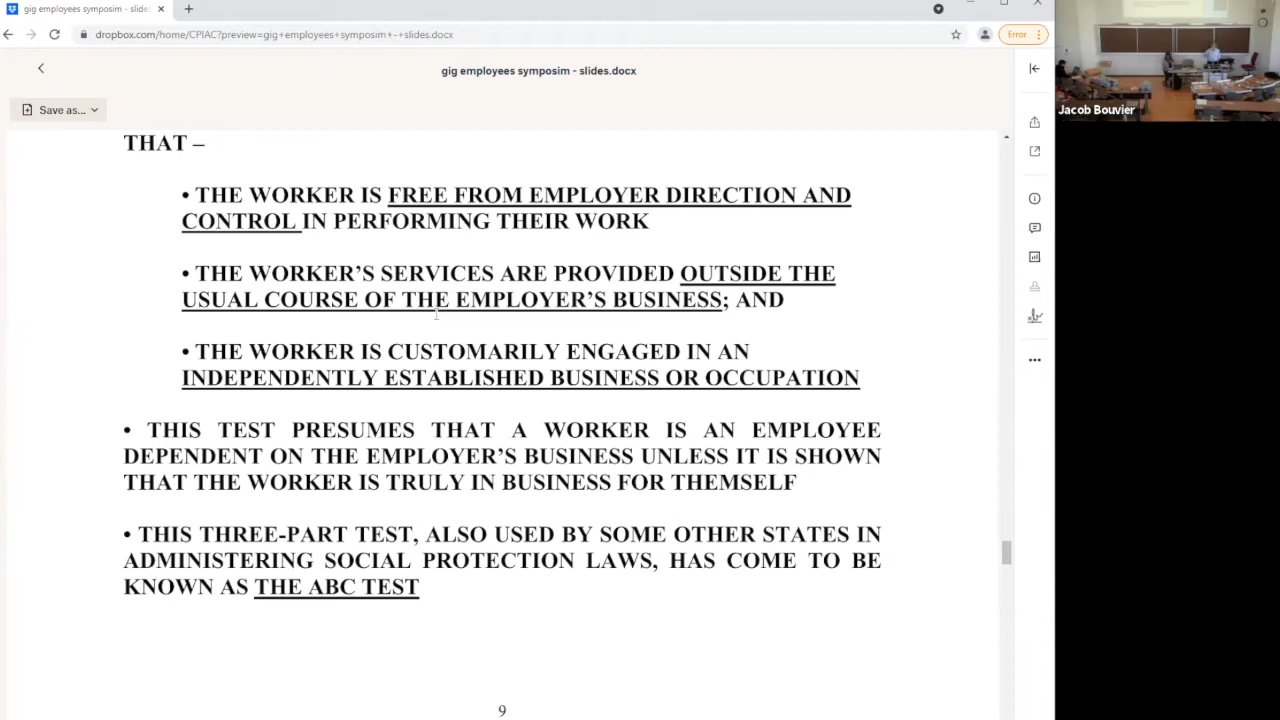 gig employees symposim - slides
dropbox.com/home/CPIAC?preview=gig+employees+symposim+-+slides.docx
Error
gig employees symposim - slides.docx
Save as...
THAT –
• THE WORKER IS FREE FROM EMPLOYER DIRECTION AND
CONTROL IN PERFORMING THEIR WORK
• THE WORKER'S SERVICES ARE PROVIDED OUTSIDE THE
USUAL COURSE OF THE EMPLOYER'S BUSINESS; AND
• THE WORKER IS CUSTOMARILY ENGAGED IN AN
INDEPENDENTLY ESTABLISHED BUSINESS OR OCCUPATION
• THIS TEST PRESUMES THAT A WORKER IS AN EMPLOYEE
DEPENDENT ON THE EMPLOYER'S BUSINESS UNLESS IT IS SHOWN
THAT THE WORKER IS TRULY IN BUSINESS FOR THEMSELF
• THIS THREE-PART TEST, ALSO USED BY SOME OTHER STATES IN
ADMINISTERING SOCIAL PROTECTION LAWS, HAS COME TO BE
KNOWN AS THE ABC TEST
9
Jacob Bouvier